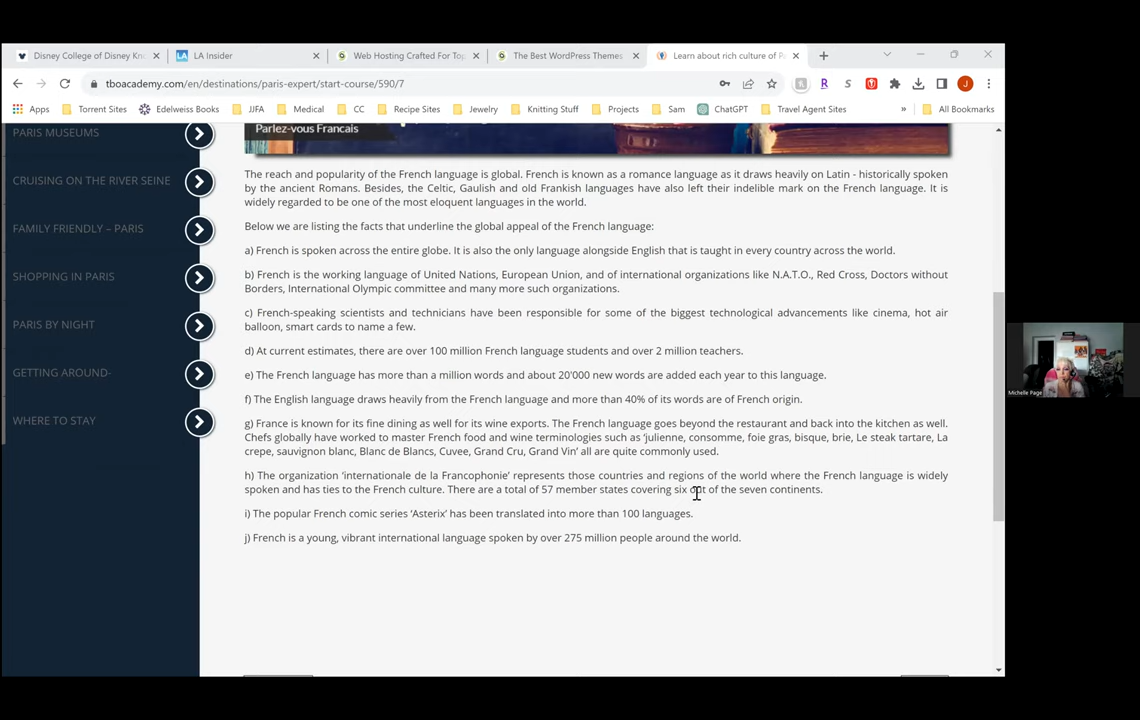 Disney College of Disney Kno
LA Insider
Web Hosting Crafted For Top
The Best WordPress Themes
Learn about rich culture of Pa
tboacademy.com/en/destinations/paris-expert/start-course/590/7
Apps
Torrent Sites
Edelweiss Books
JJFA
Medical
CC
Recipe Sites
Jewelry
Knitting Stuff
Projects
Sam
ChatGPT
Travel Agent Sites
»
All Bookmarks
PARIS MUSEUMS
CRUISING ON THE RIVER SEINE
FAMILY FRIENDLY – PARIS
SHOPPING IN PARIS
PARIS BY NIGHT
GETTING AROUND-
WHERE TO STAY
Parlez-vous Francais
The reach and popularity of the French language is global. French is known as a romance language as it draws heavily on Latin - historically spoken
by the ancient Romans. Besides, the Celtic, Gaulish and old Frankish languages have also left their indelible mark on the French language. It is
widely regarded to be one of the most eloquent languages in the world.
Below we are listing the facts that underline the global appeal of the French language:
a) French is spoken across the entire globe. It is also the only language alongside English that is taught in every country across the world.
b) French is the working language of United Nations, European Union, and of international organizations like N.A.T.O., Red Cross, Doctors without
Borders, International Olympic committee and many more such organizations.
c) French-speaking scientists and technicians have been responsible for some of the biggest technological advancements like cinema, hot air
balloon, smart cards to name a few.
d) At current estimates, there are over 100 million French language students and over 2 million teachers.
e) The French language has more than a million words and about 20'000 new words are added each year to this language.
f) The English language draws heavily from the French language and more than 40% of its words are of French origin.
g) France is known for its fine dining as well for its wine exports. The French language goes beyond the restaurant and back into the kitchen as well.
Chefs globally have worked to master French food and wine terminologies such as ‘julienne, consomme, foie gras, bisque, brie, Le steak tartare, La
crepe, sauvignon blanc, Blanc de Blancs, Cuvee, Grand Cru, Grand Vin’ all are quite commonly used.
h) The organization ‘internationale de la Francophonie’ represents those countries and regions of the world where the French language is widely
spoken and has ties to the French culture. There are a total of 57 member states covering six out of the seven continents.
i) The popular French comic series ‘Asterix’ has been translated into more than 100 languages.
j) French is a young, vibrant international language spoken by over 275 million people around the world.
Michelle Page